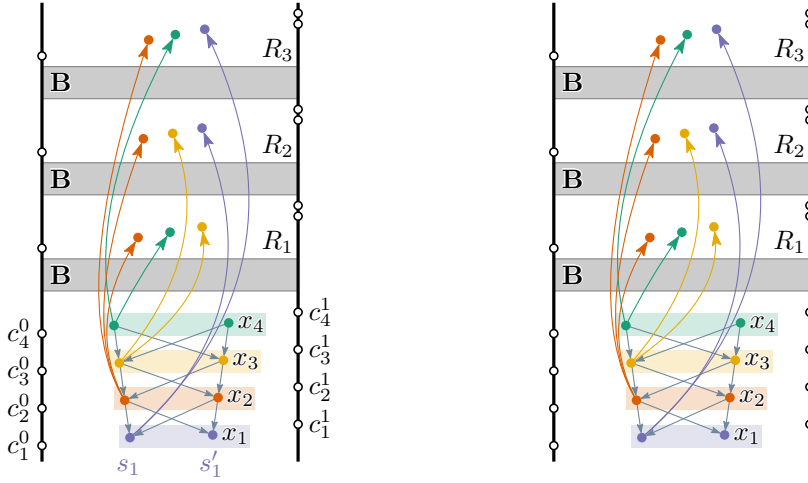 R₃ R₃
B B
R₂ R₂
B B
R₁ R₁
B B
c₄¹
x₄ x₄
c₄⁰
c₃¹
x₃ x₃
c₃⁰
c₂¹
x₂ x₂
c₂⁰
c₁¹
x₁ x₁
c₁⁰
s₁ s₁′